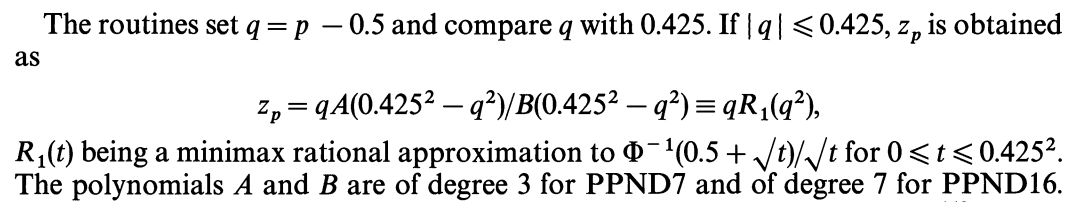 The routines set q = p − 0.5 and compare q with 0.425. If |q| ⩽ 0.425, zₚ is obtained
as
zₚ = qA(0.425² − q²)/B(0.425² − q²) ≡ qR₁(q²),
R₁(t) being a minimax rational approximation to Φ⁻¹(0.5 + √t)/√t for 0 ⩽ t ⩽ 0.425².
The polynomials A and B are of degree 3 for PPND7 and of degree 7 for PPND16.